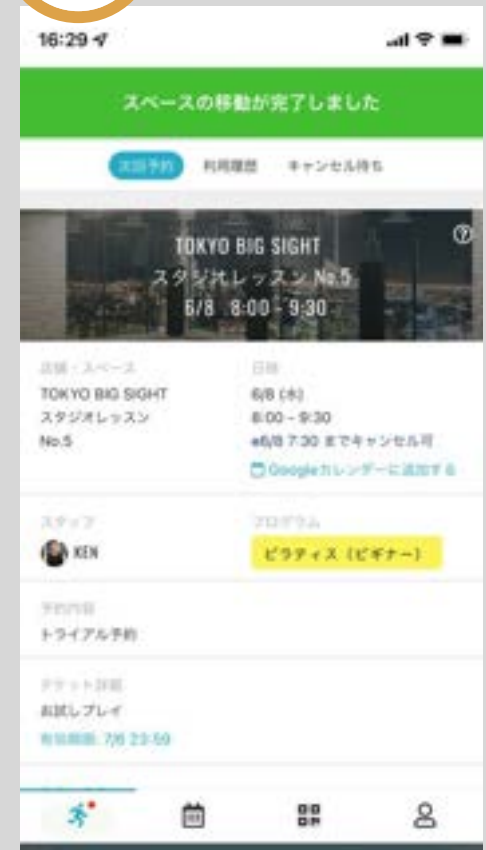 16:29
スペースの移動が完了しました
次回予約 利用履歴 キャンセル待ち
TOKYO BIG SIGHT
スタジオレッスン No.5
6/8 8:00 - 9:30
店舗・スペース
TOKYO BIG SIGHT
スタジオレッスン
No.5
日時
6/8 (水)
8:00 - 9:30
※6/8 7:30 までキャンセル可
Googleカレンダーに追加する
スタッフ
KEN
プログラム
ピラティス（ビギナー）
予約内容
トライアル予約
チケット詳細
お試しプレイ
有効期限: 7/6 23:59